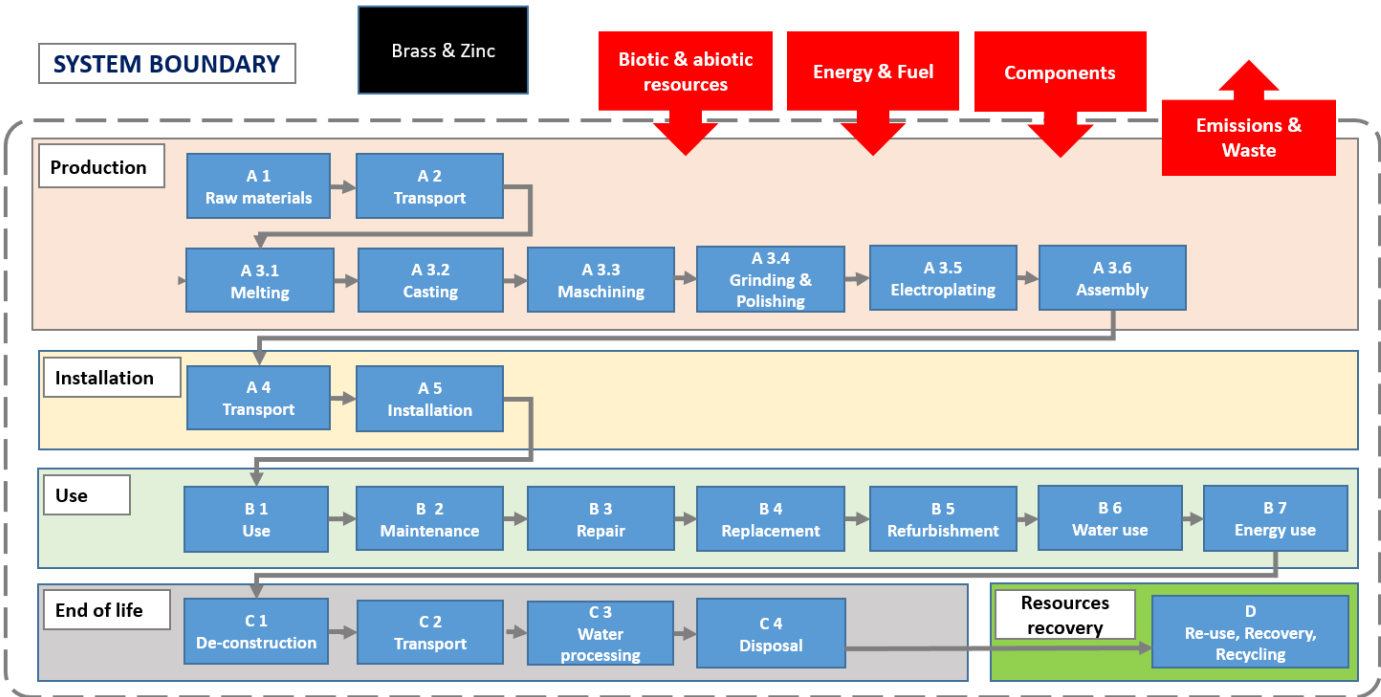 SYSTEM BOUNDARY
Brass & Zinc
Biotic & abiotic
resources
Energy & Fuel
Components
Emissions &
Waste
Production
A 1
Raw materials
A 2
Transport
A 3.1
Melting
A 3.2
Casting
A 3.3
Maschining
A 3.4
Grinding &
Polishing
A 3.5
Electroplating
A 3.6
Assembly
Installation
A 4
Transport
A 5
Installation
Use
B 1
Use
B 2
Maintenance
B 3
Repair
B 4
Replacement
B 5
Refurbishment
B 6
Water use
B 7
Energy use
End of life
C 1
De-construction
C 2
Transport
C 3
Water
processing
C 4
Disposal
Resources
recovery
D
Re-use, Recovery,
Recycling